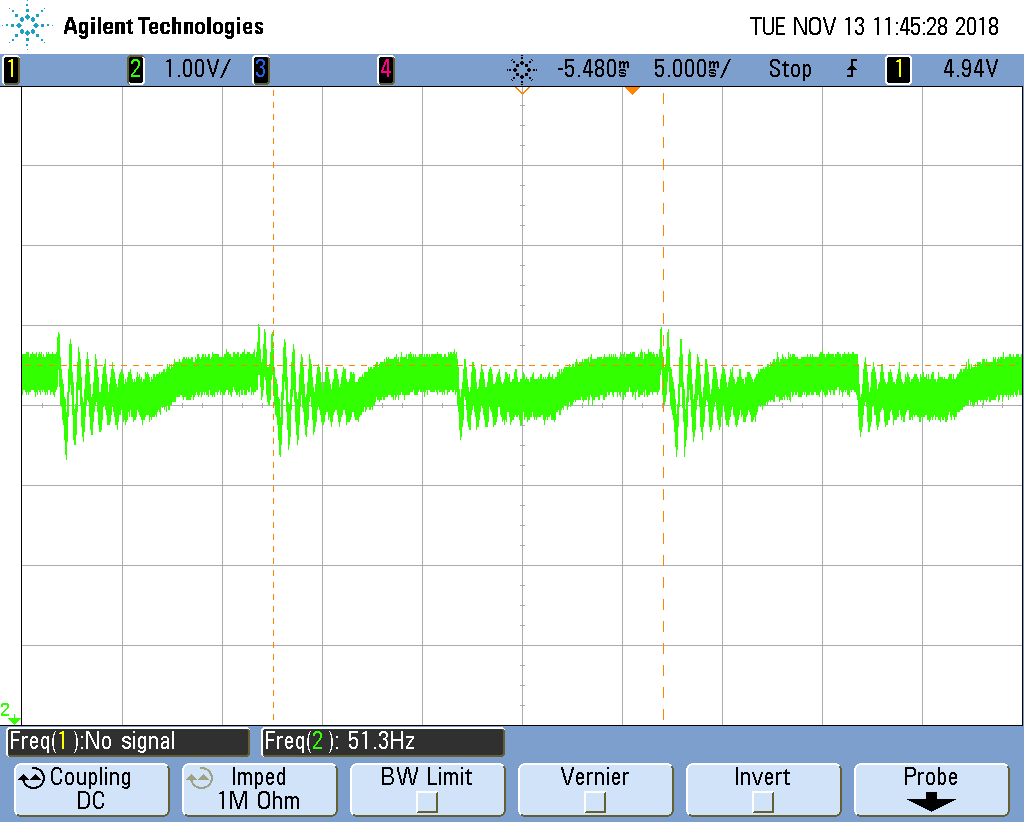 Agilent Technologies TUE NOV 13 11:45:28 2018
1 2 1.00V/ 3 4 -5.480ms 5.000ms/ Stop 1 4.94V
2
Freq(1):No signal Freq(2): 51.3Hz
Coupling Imped BW Limit Vernier Invert Probe
DC 1M Ohm